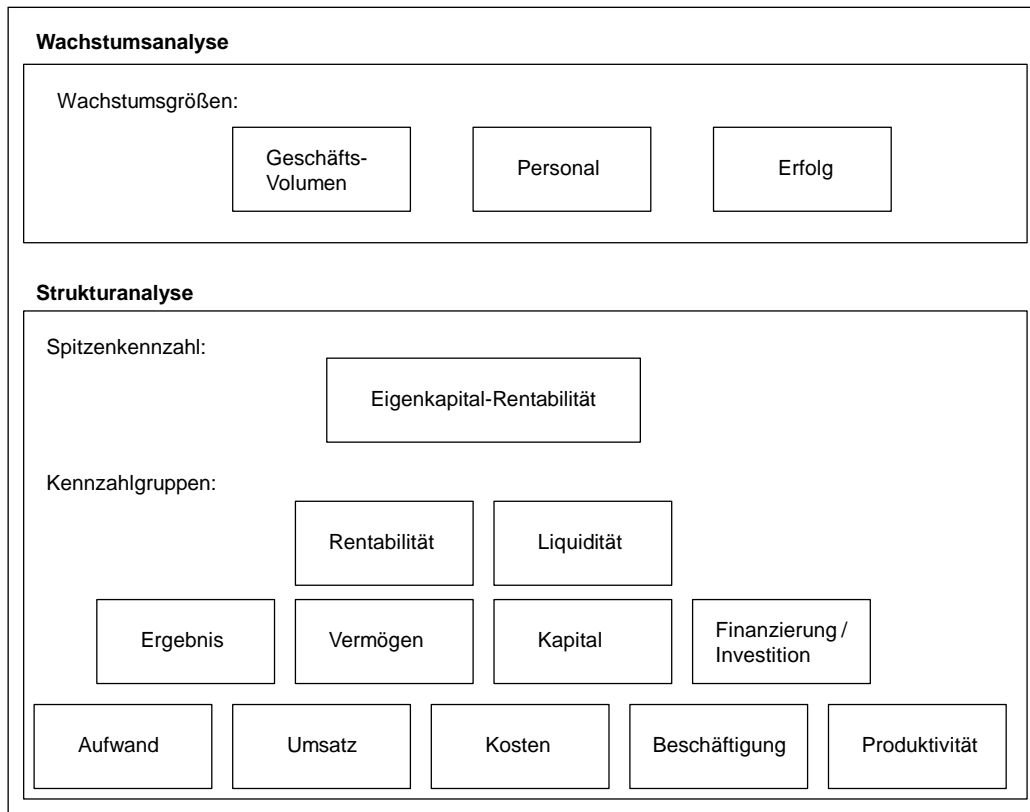 Wachstumsanalyse
Wachstumsgrößen:
Geschäfts-
Volumen
Personal
Erfolg
Strukturanalyse
Spitzenkennzahl:
Eigenkapital-Rentabilität
Kennzahlgruppen:
Rentabilität
Liquidität
Ergebnis
Vermögen
Kapital
Finanzierung /
Investition
Aufwand
Umsatz
Kosten
Beschäftigung
Produktivität